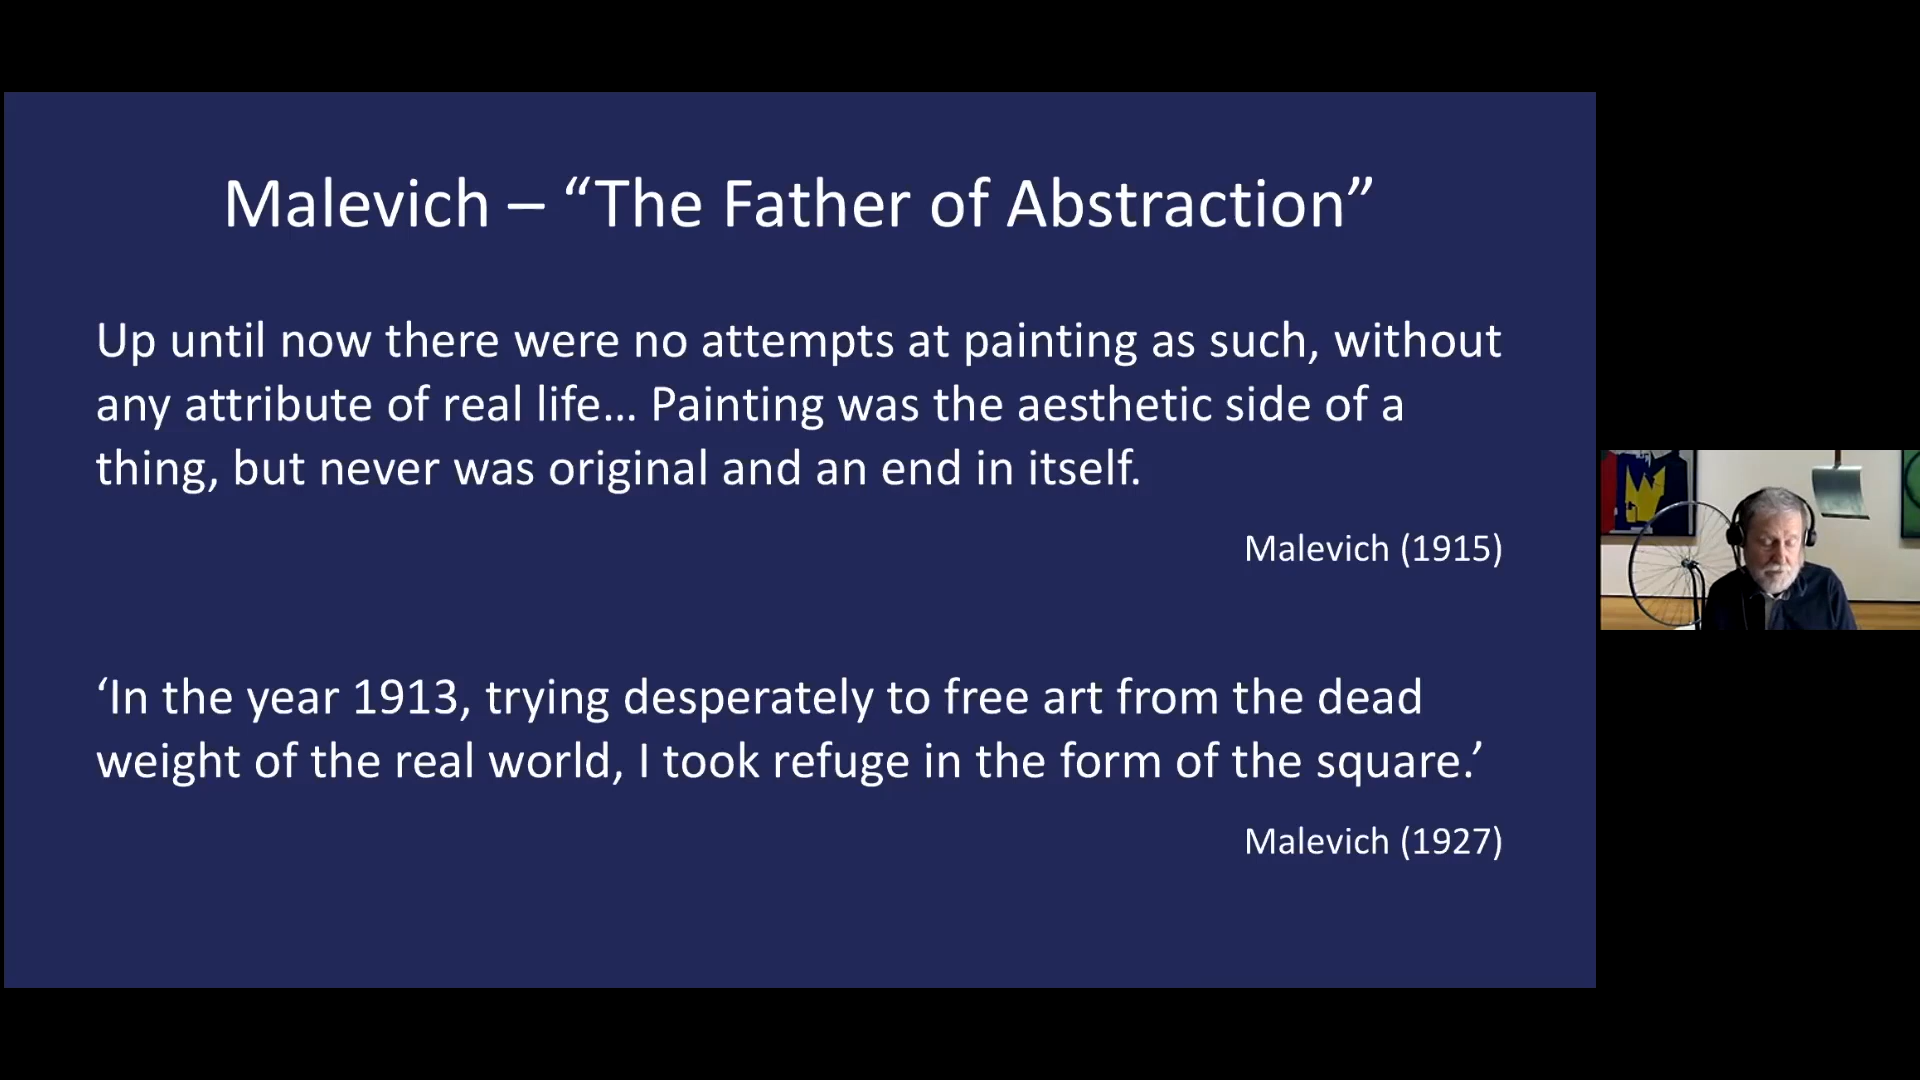 Malevich – “The Father of Abstraction”
Up until now there were no attempts at painting as such, without
any attribute of real life… Painting was the aesthetic side of a
thing, but never was original and an end in itself.
Malevich (1915)
‘In the year 1913, trying desperately to free art from the dead
weight of the real world, I took refuge in the form of the square.’
Malevich (1927)